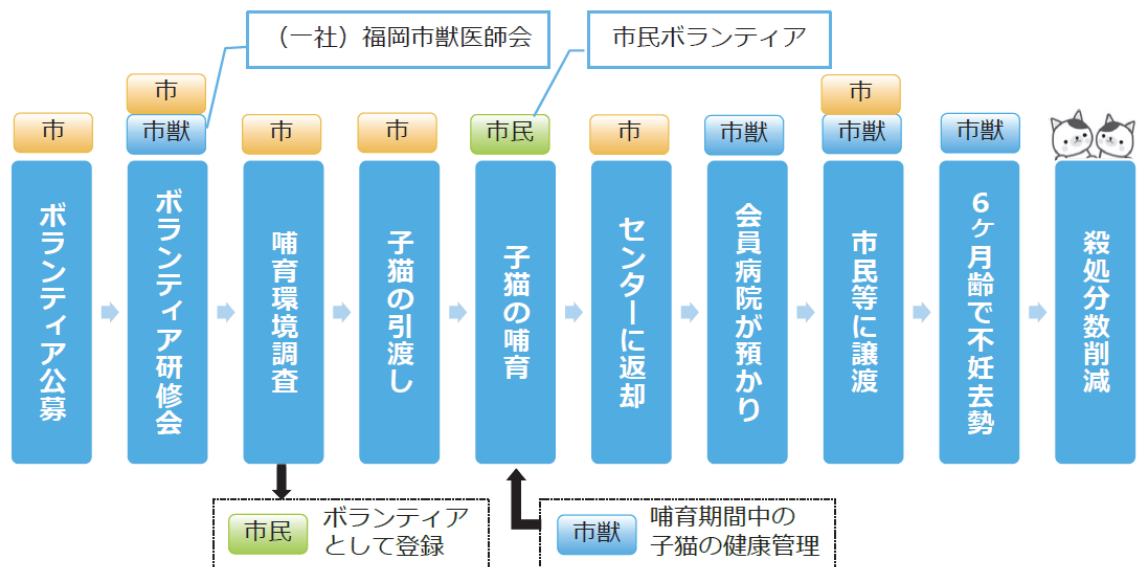 （一社）福岡市獣医師会
市民ボランティア
市
ボランティア公募
市
市獣
ボランティア研修会
市
哺育環境調査
市
子猫の引渡し
市民
子猫の哺育
市
センターに返却
市獣
会員病院が預かり
市
市獣
市民等に譲渡
市獣
6ヶ月齢で不妊去勢
殺処分数削減
市民
ボランティア
として登録
市獣
哺育期間中の
子猫の健康管理